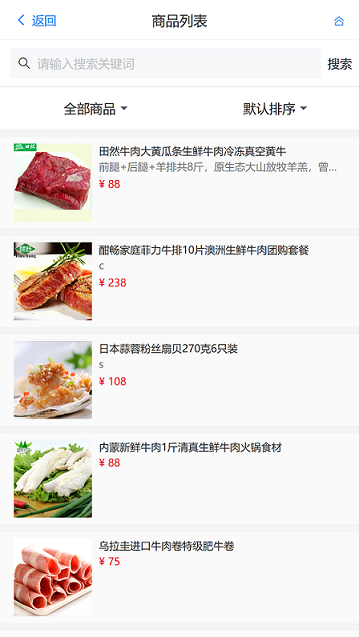 返回
商品列表
请输入搜索关键词
搜索
全部商品
默认排序
田然牛肉大黄瓜条生鲜牛肉冷冻真空黄牛
前腿+后腿+羊排共8斤，原生态大山放牧羊羔，曾...
¥ 88
酣畅家庭菲力牛排10片澳洲生鲜牛肉团购套餐
c
¥ 238
日本蒜蓉粉丝扇贝270克6只装
s
¥ 108
内蒙新鲜牛肉1斤清真生鲜牛肉火锅食材
¥ 88
乌拉圭进口牛肉卷特级肥牛卷
¥ 75